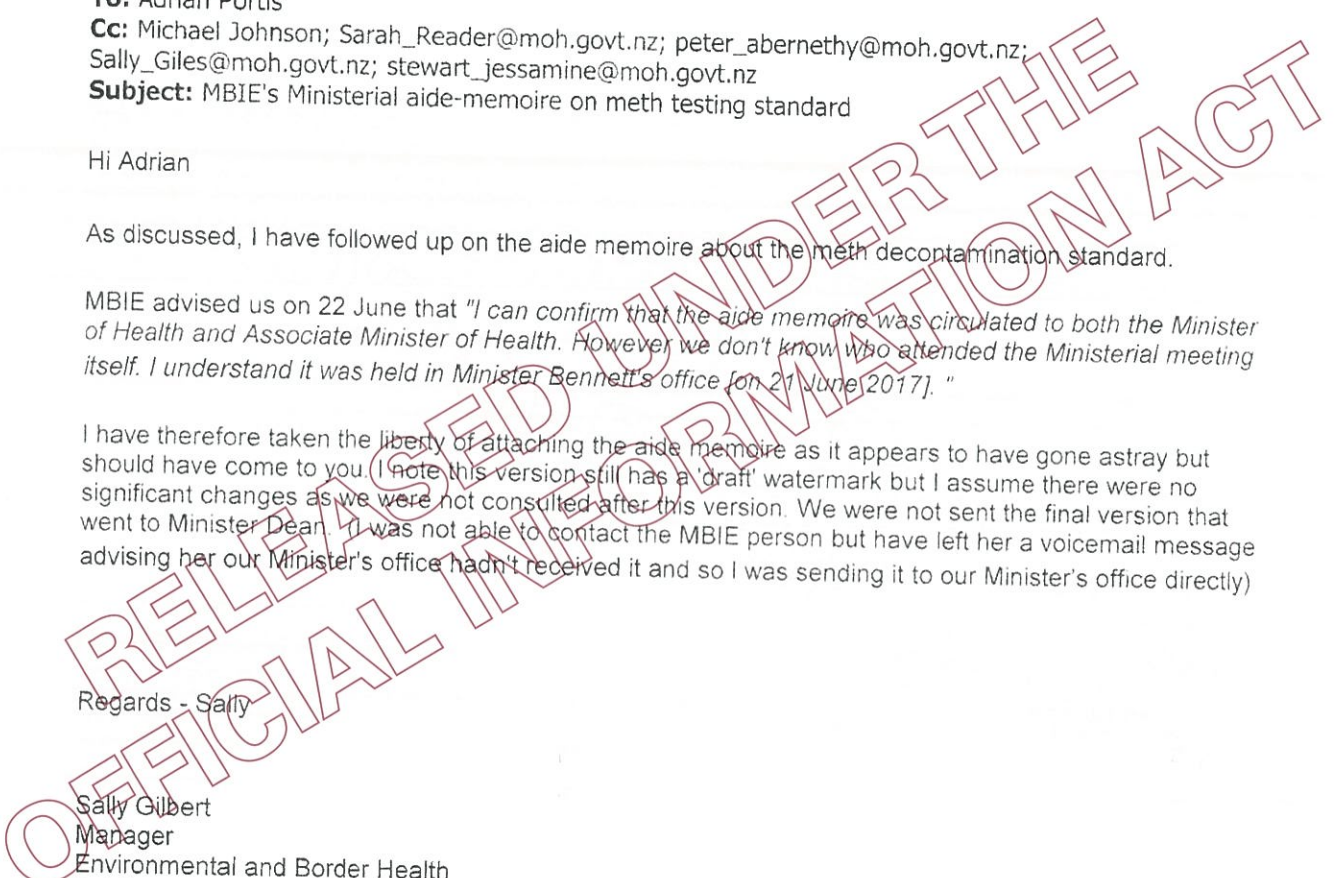 To: Adrian Portis
Cc: Michael Johnson; Sarah_Reader@moh.govt.nz; peter_abernethy@moh.govt.nz;
Sally_Giles@moh.govt.nz; stewart_jessamine@moh.govt.nz
Subject: MBIE's Ministerial aide-memoire on meth testing standard
Hi Adrian
As discussed, I have followed up on the aide memoire about the meth decontamination standard.
MBIE advised us on 22 June that "I can confirm that the aide memoire was circulated to both the Minister
of Health and Associate Minister of Health. However we don't know who attended the Ministerial meeting
itself. I understand it was held in Minister Bennett's office [on 21 June 2017]. "
I have therefore taken the liberty of attaching the aide memoire as it appears to have gone astray but
should have come to you. (I note this version still has a 'draft' watermark but I assume there were no
significant changes as we were not consulted after this version. We were not sent the final version that
went to Minister Dean. (I was not able to contact the MBIE person but have left her a voicemail message
advising her our Minister's office hadn't received it and so I was sending it to our Minister's office directly)
Regards - Sally
Sally Gilbert
Manager
Environmental and Border Health
RELEASED UNDER THE
OFFICIAL INFORMATION ACT